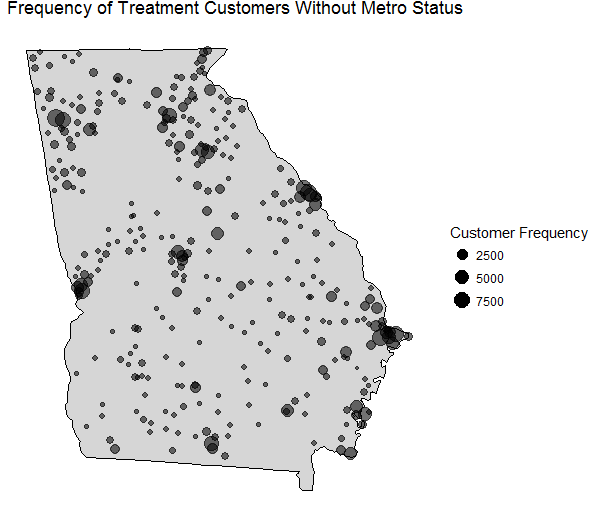 Frequency of Treatment Customers Without Metro Status
Customer Frequency
2500
5000
7500